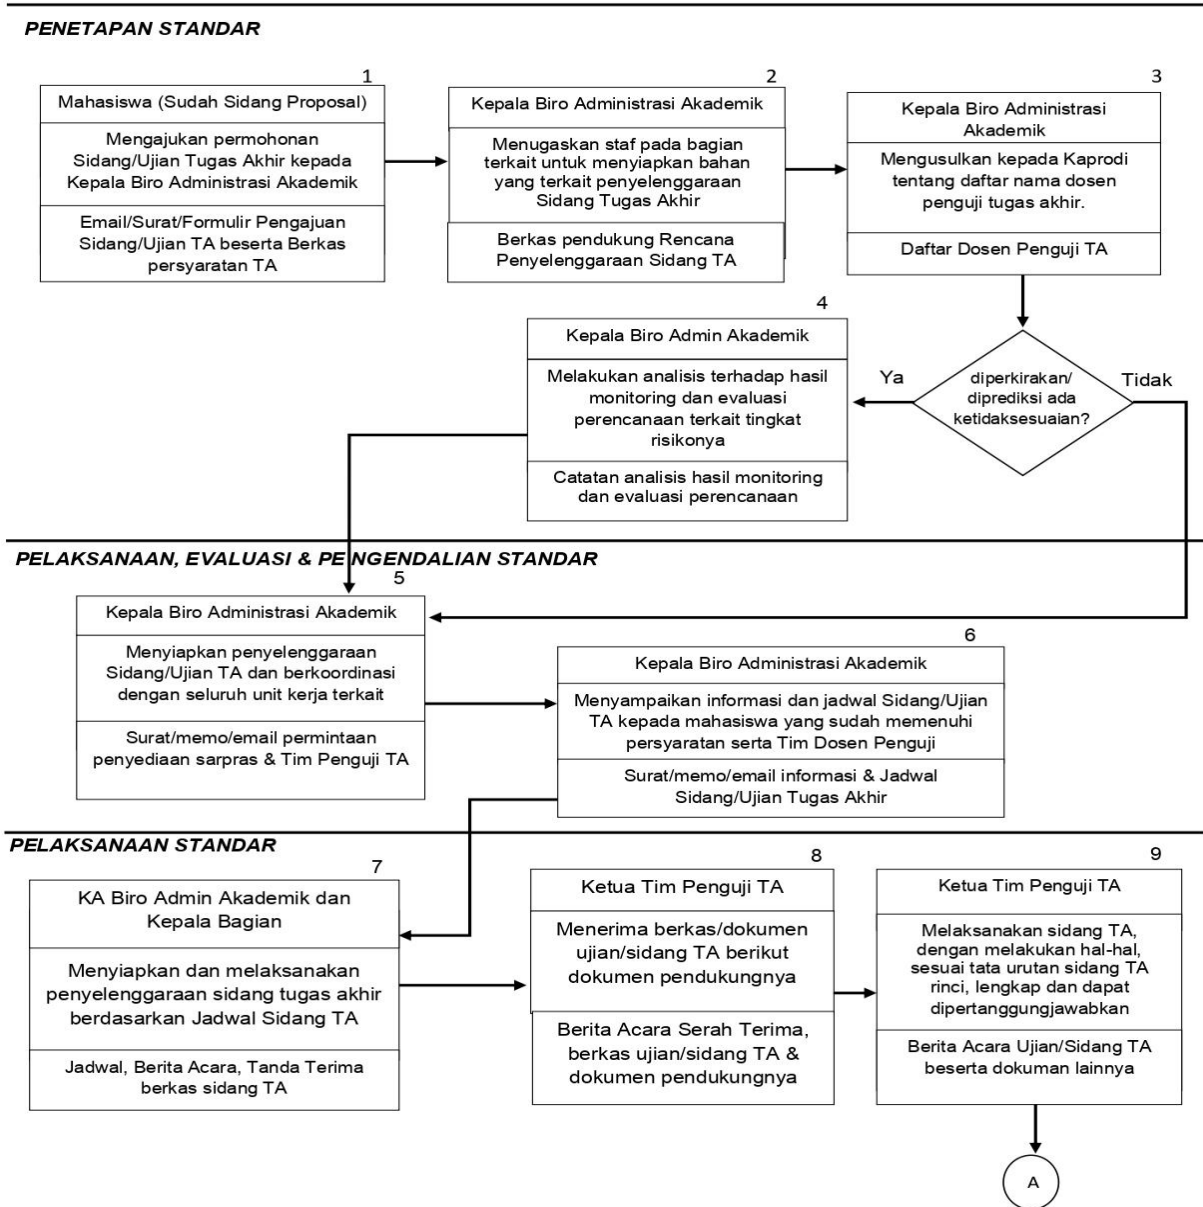 PENETAPAN STANDAR
1
Mahasiswa (Sudah Sidang Proposal)
Mengajukan permohonan
Sidang/Ujian Tugas Akhir kepada
Kepala Biro Administrasi Akademik
Email/Surat/Formulir Pengajuan
Sidang/Ujian TA beserta Berkas
persyaratan TA
2
Kepala Biro Administrasi Akademik
Menugaskan staf pada bagian
terkait untuk menyiapkan bahan
yang terkait penyelenggaraan
Sidang Tugas Akhir
Berkas pendukung Rencana
Penyelenggaraan Sidang TA
3
Kepala Biro Administrasi
Akademik
Mengusulkan kepada Kaprodi
tentang daftar nama dosen
penguji tugas akhir.
Daftar Dosen Penguji TA
diperkirakan/
diprediksi ada
ketidaksesuaian?
Ya
Tidak
4
Kepala Biro Admin Akademik
Melakukan analisis terhadap hasil
monitoring dan evaluasi
perencanaan terkait tingkat
risikonya
Catatan analisis hasil monitoring
dan evaluasi perencanaan
PELAKSANAAN, EVALUASI & PENGENDALIAN STANDAR
5
Kepala Biro Administrasi Akademik
Menyiapkan penyelenggaraan
Sidang/Ujian TA dan berkoordinasi
dengan seluruh unit kerja terkait
Surat/memo/email permintaan
penyediaan sarpras & Tim Penguji TA
6
Kepala Biro Administrasi Akademik
Menyampaikan informasi dan jadwal Sidang/Ujian
TA kepada mahasiswa yang sudah memenuhi
persyaratan serta Tim Dosen Penguji
Surat/memo/email informasi & Jadwal
Sidang/Ujian Tugas Akhir
PELAKSANAAN STANDAR
7
KA Biro Admin Akademik dan
Kepala Bagian
Menyiapkan dan melaksanakan
penyelenggaraan sidang tugas akhir
berdasarkan Jadwal Sidang TA
Jadwal, Berita Acara, Tanda Terima
berkas sidang TA
8
Ketua Tim Penguji TA
Menerima berkas/dokumen
ujian/sidang TA berikut
dokumen pendukungnya
Berita Acara Serah Terima,
berkas ujian/sidang TA &
dokumen pendukungnya
9
Ketua Tim Penguji TA
Melaksanakan sidang TA,
dengan melakukan hal-hal,
sesuai tata urutan sidang TA
rinci, lengkap dan dapat
dipertanggungjawabkan
Berita Acara Ujian/Sidang TA
beserta dokuman lainnya
A